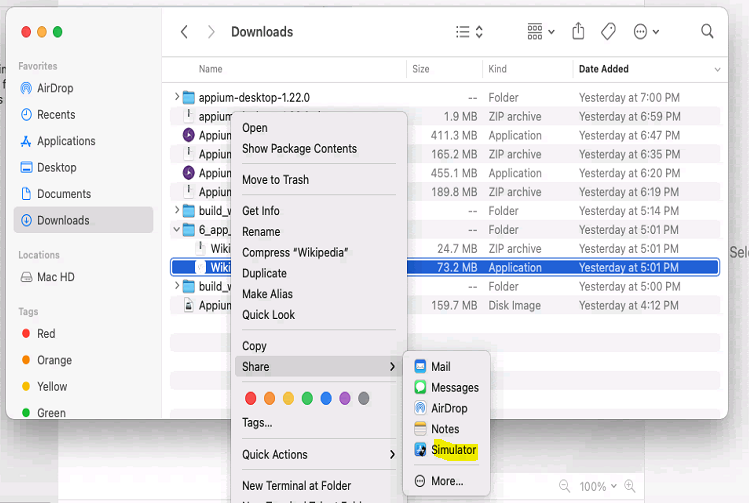 Downloads
Favorites
AirDrop
Recents
Applications
Desktop
Documents
Downloads
Locations
Mac HD
Tags
Red
Orange
Yellow
Green
Name Size Kind Date Added
appium-desktop-1.22.0 -- Folder Yesterday at 7:00 PM
appium 1.9 MB ZIP archive Yesterday at 6:59 PM
Appium 411.3 MB Application Yesterday at 6:47 PM
Appium 165.2 MB ZIP archive Yesterday at 6:35 PM
Appium 455.1 MB Application Yesterday at 6:20 PM
Appium 189.8 MB ZIP archive Yesterday at 6:19 PM
build_w -- Folder Yesterday at 5:14 PM
6_app_ -- Folder Yesterday at 5:01 PM
Wiki 24.7 MB ZIP archive Yesterday at 5:01 PM
Wiki 73.2 MB Application Yesterday at 5:01 PM
build_w -- Folder Yesterday at 5:00 PM
Appium 159.7 MB Disk Image Yesterday at 4:12 PM
Open
Show Package Contents
Move to Trash
Get Info
Rename
Compress “Wikipedia”
Duplicate
Make Alias
Quick Look
Copy
Share
Tags...
Quick Actions
New Terminal at Folder
Mail
Messages
AirDrop
Notes
Simulator
More...
Sele
100%